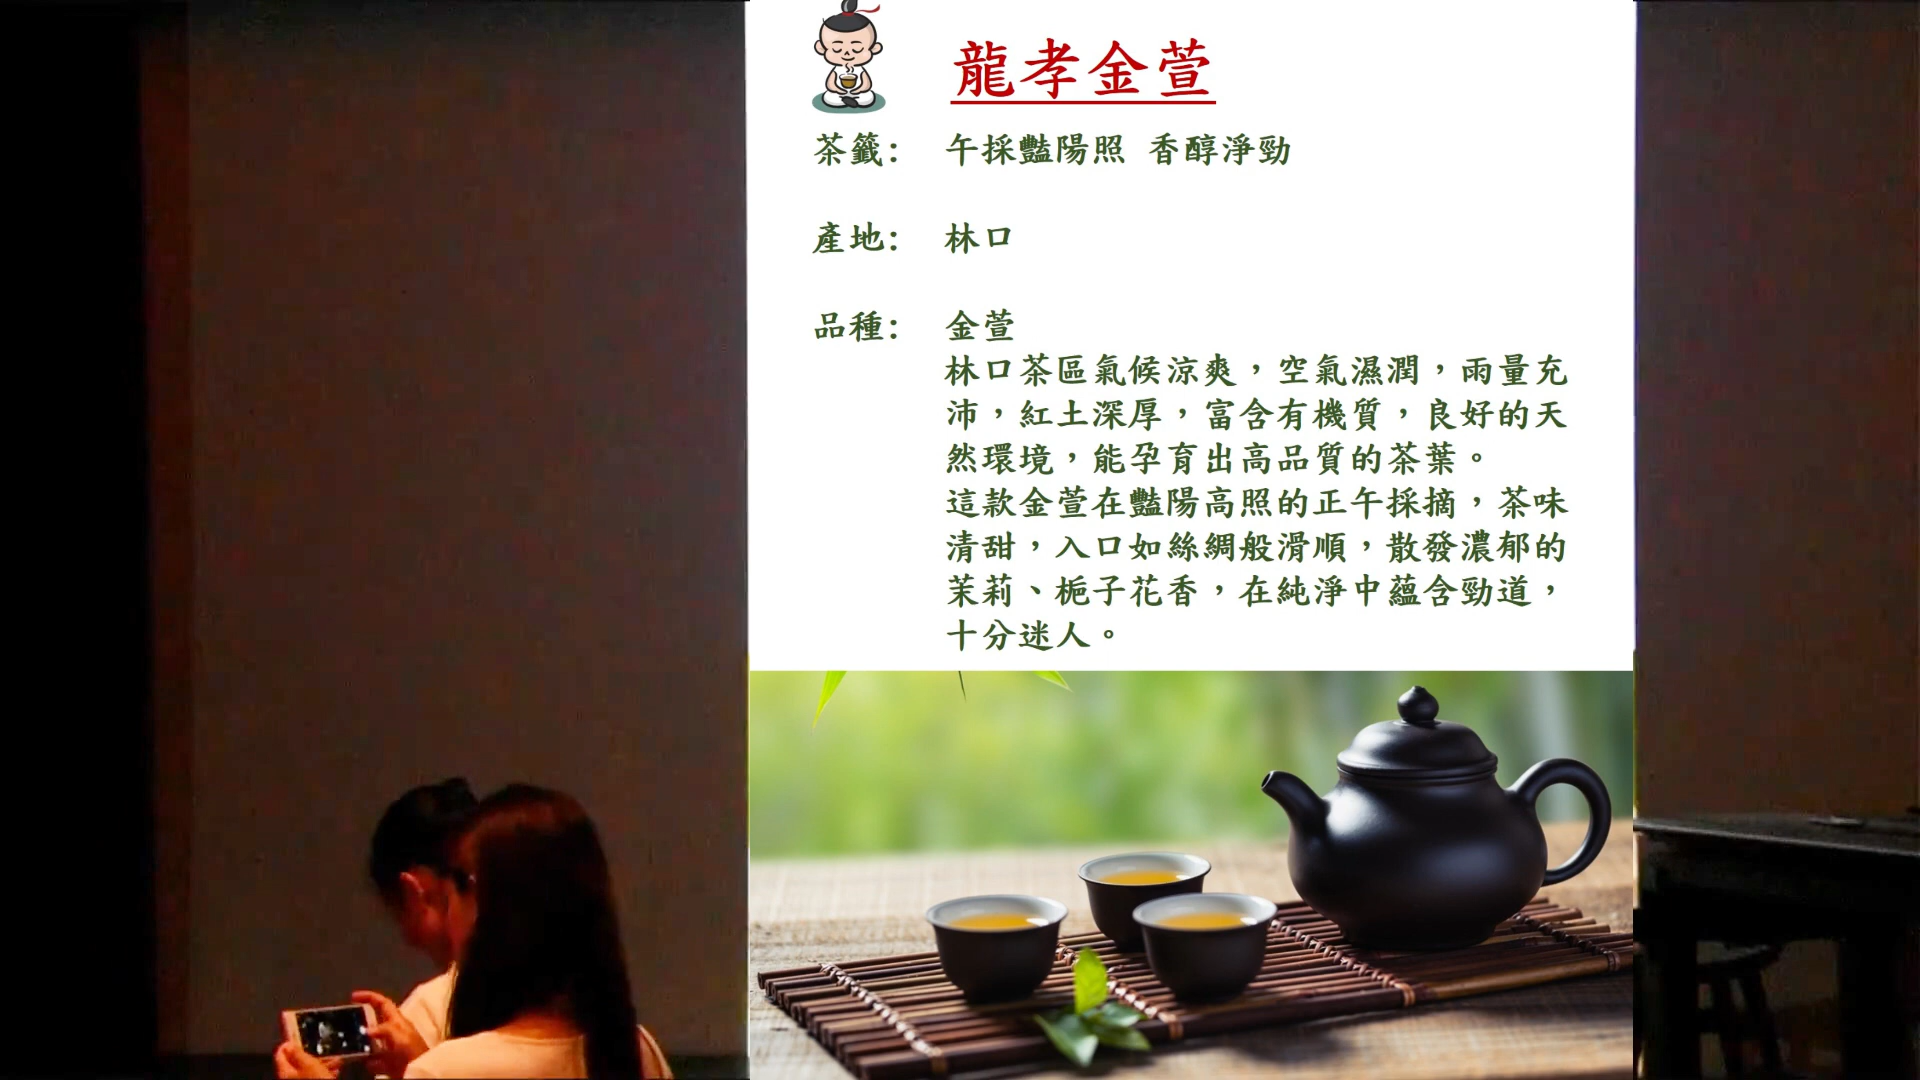 龍孝金萱
茶籤: 午採豔陽照 香醇淨勁
產地: 林口
品種: 金萱
林口茶區氣候涼爽，空氣濕潤，雨量充
沛，紅土深厚，富含有機質，良好的天
然環境，能孕育出高品質的茶葉。
這款金萱在豔陽高照的正午採摘，茶味
清甜，入口如絲綢般滑順，散發濃郁的
茉莉、梔子花香，在純淨中蘊含勁道，
十分迷人。